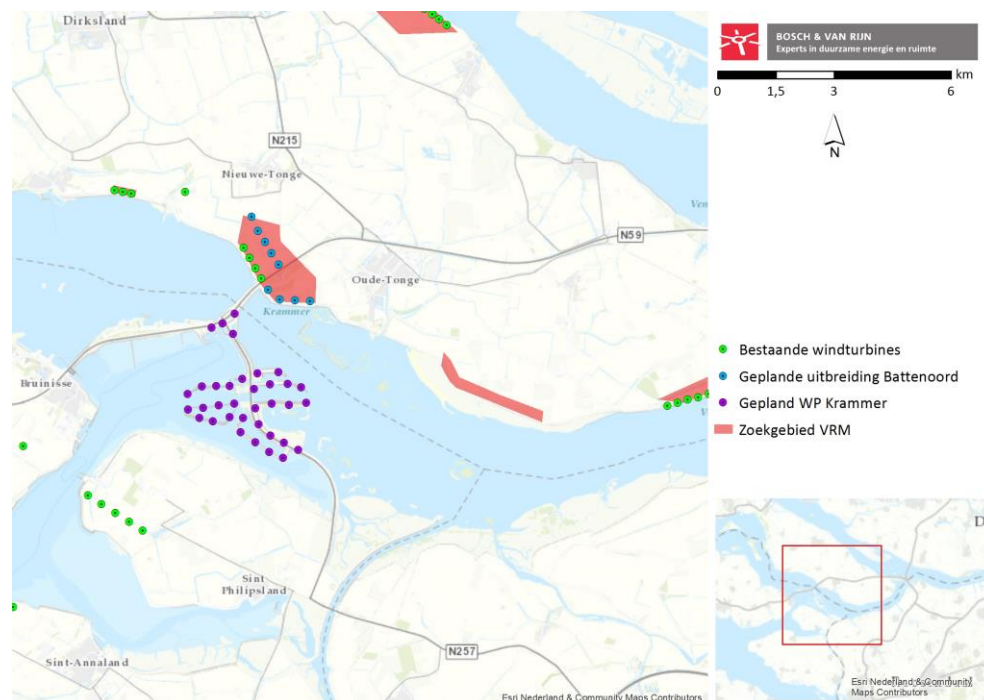 Dirksland
N215
Nieuwe-Tonge
N59
Oude-Tonge
Krammer
Bruinisse
Sint
Philipsland
N257
Sint-Annaland
Esri Nederland & Community Maps Contributors
BOSCH & VAN RIJN
Experts in duurzame energie en ruimte
km
0 1,5 3 6
N
Bestaande windturbines
Geplande uitbreiding Battenoord
Gepland WP Krammer
Zoekgebied VRM
D
Esri Nederland & Community
Maps Contributors